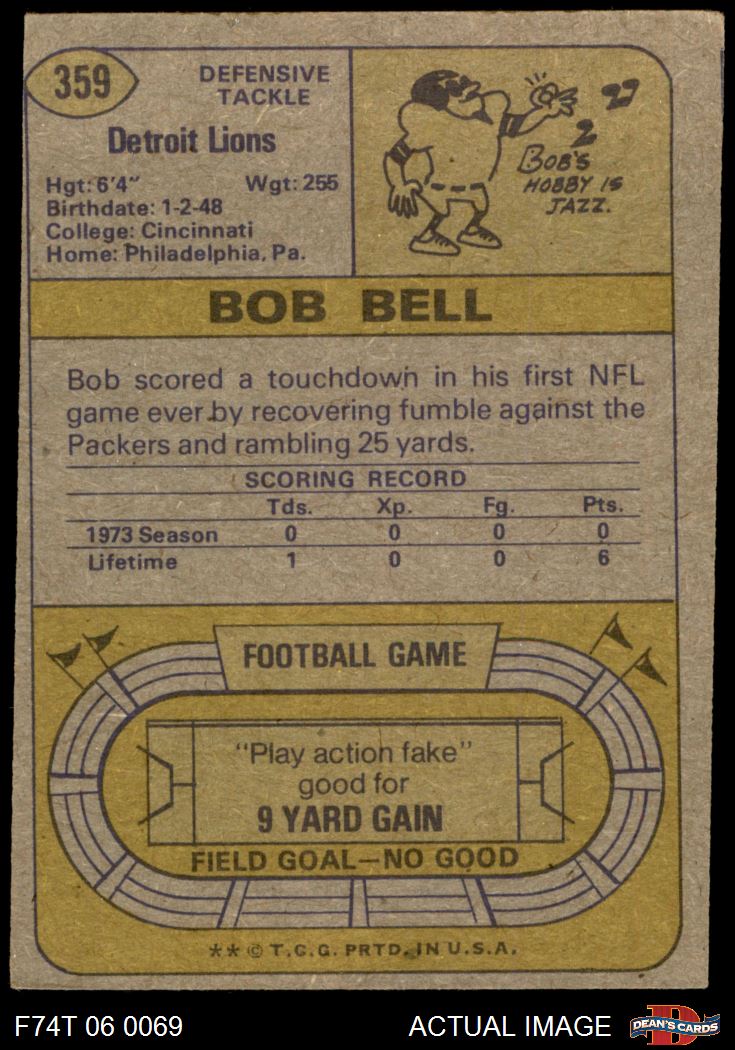 359
DEFENSIVE
TACKLE
Detroit Lions
Hgt: 6'4" Wgt: 255
Birthdate: 1-2-48
College: Cincinnati
Home: Philadelphia, Pa.
BOB'S
HOBBY IS
JAZZ.
BOB BELL
Bob scored a touchdown in his first NFL
game ever by recovering fumble against the
Packers and rambling 25 yards.
SCORING RECORD
Tds. Xp. Fg. Pts.
1973 Season 0 0 0 0
Lifetime 1 0 0 6
FOOTBALL GAME
"Play action fake"
good for
9 YARD GAIN
FIELD GOAL—NO GOOD
** © T.C.G. PRTD. IN U.S.A.
F74T 06 0069 ACTUAL IMAGE
DEAN'S CARDS